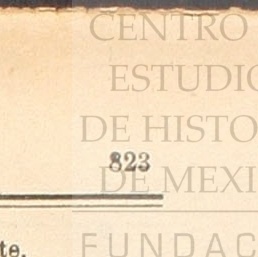 CENTRO
ESTUDIO
DE HISTO
823
DE MEXI
te.
FUNDAC